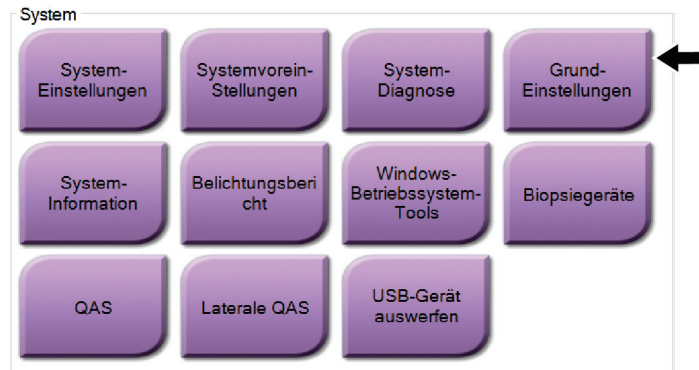 System
System-
Einstellungen
Systemvorein-
Stellungen
System-
Diagnose
Grund-
Einstellungen
System-
Information
Belichtungsberi
cht
Windows-
Betriebssystem-
Tools
Biopsiegeräte
QAS
Laterale QAS
USB-Gerät
auswerfen